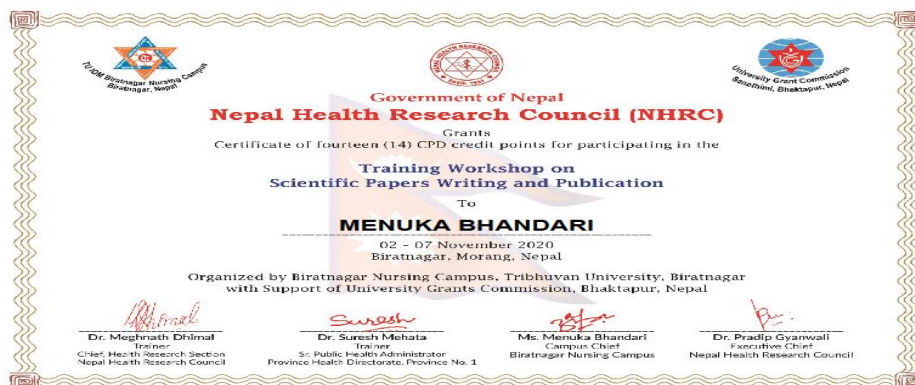 TU IOM Biratnagar Nursing Campus
Biratnagar, Nepal
NEPAL HEALTH RESEARCH COUNCIL
University Grant Commission
Sanothimi, Bhaktapur, Nepal
Government of Nepal
Nepal Health Research Council (NHRC)
Grants
Certificate of fourteen (14) CPD credit points for participating in the
Training Workshop on
Scientific Papers Writing and Publication
To
MENUKA BHANDARI
02 - 07 November 2020
Biratnagar, Morang, Nepal
Organized by Biratnagar Nursing Campus, Tribhuvan University, Biratnagar
with Support of University Grants Commission, Bhaktapur, Nepal
Suresh
Dr. Meghnath Dhimal
Trainer
Chief, Health Research Section
Nepal Health Research Council
Dr. Suresh Mehata
Trainer
Sr. Public Health Administrator
Province Health Directorate, Province No. 1
Ms. Menuka Bhandari
Campus Chief
Biratnagar Nursing Campus
Dr. Pradip Gyanwali
Executive Chief
Nepal Health Research Council